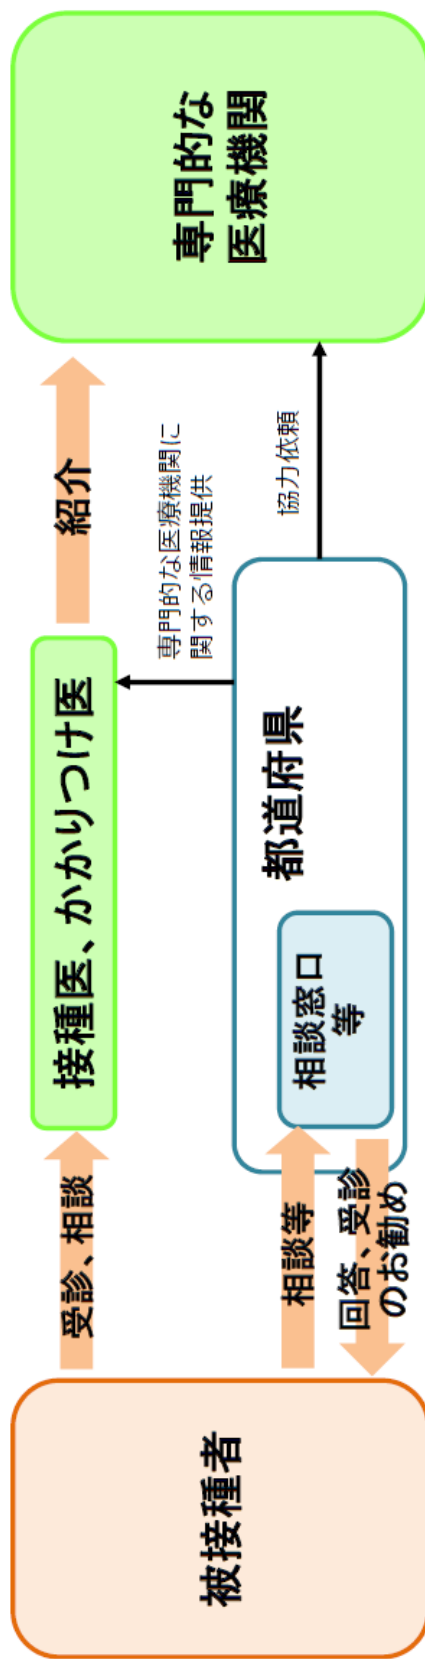 被接種者
受診、相談
接種医、かかりつけ医
紹介
専門的な
医療機関
専門的な医療機関に
関する情報提供
協力依頼
都道府県
相談窓口
等
相談等
回答、受診
のお勧め